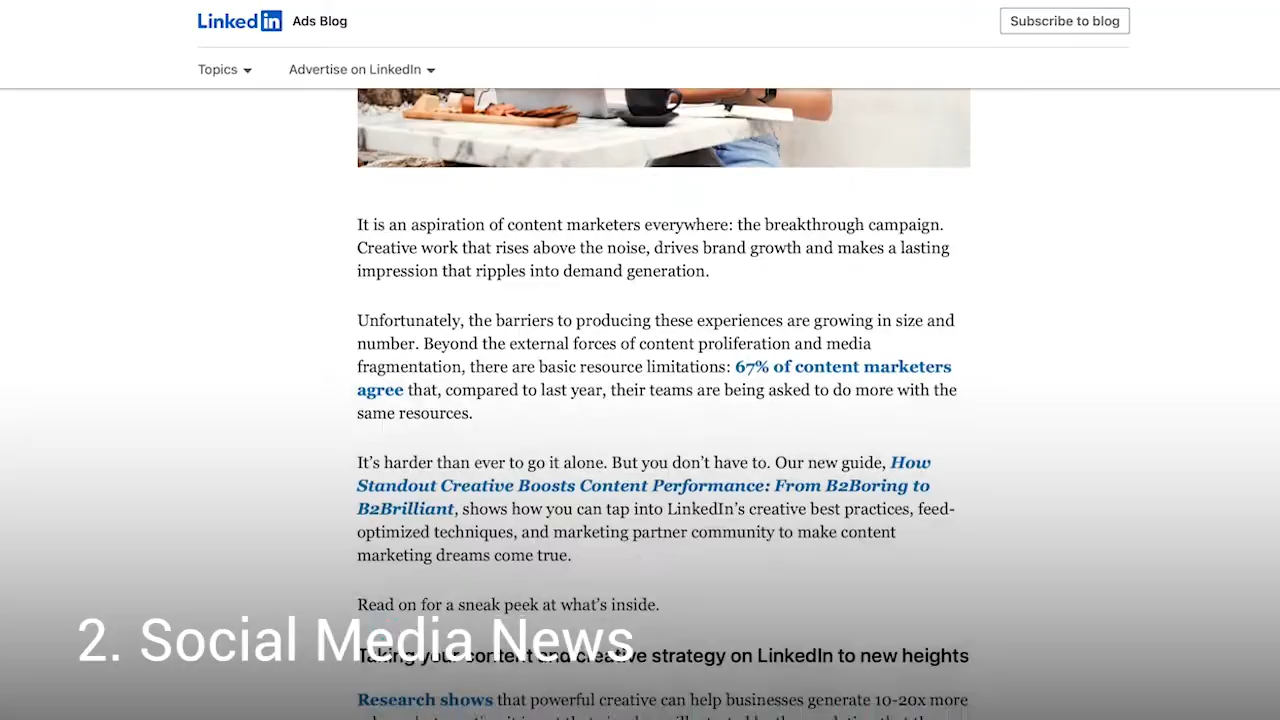 LinkedIn Ads Blog
Subscribe to blog
Topics
Advertise on LinkedIn
It is an aspiration of content marketers everywhere: the breakthrough campaign.
Creative work that rises above the noise, drives brand growth and makes a lasting
impression that ripples into demand generation.
Unfortunately, the barriers to producing these experiences are growing in size and
number. Beyond the external forces of content proliferation and media
fragmentation, there are basic resource limitations: 67% of content marketers
agree that, compared to last year, their teams are being asked to do more with the
same resources.
It’s harder than ever to go it alone. But you don’t have to. Our new guide, How
Standout Creative Boosts Content Performance: From B2Boring to
B2Brilliant, shows how you can tap into LinkedIn’s creative best practices, feed-
optimized techniques, and marketing partner community to make content
marketing dreams come true.
Read on for a sneak peek at what’s inside.
2. Social Media News
Taking your content and creative strategy on LinkedIn to new heights
Research shows that powerful creative can help businesses generate 10-20x more